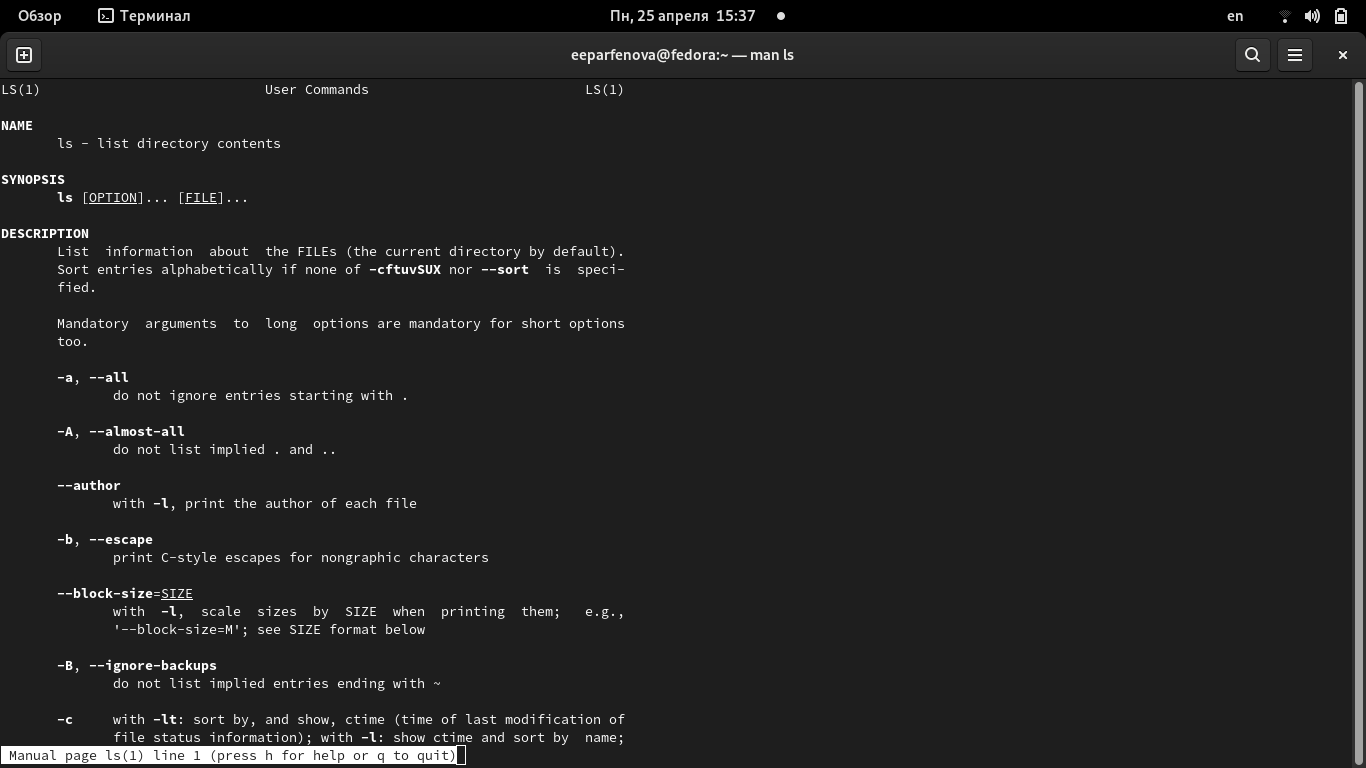 Обзор Терминал Пн, 25 апреля 15:37 en
eeparfenova@fedora:~ — man ls
LS(1) User Commands LS(1)
NAME
ls - list directory contents
SYNOPSIS
ls [OPTION]... [FILE]...
DESCRIPTION
List information about the FILEs (the current directory by default).
Sort entries alphabetically if none of -cftuvSUX nor --sort is speci-
fied.
Mandatory arguments to long options are mandatory for short options
too.
-a, --all
do not ignore entries starting with .
-A, --almost-all
do not list implied . and ..
--author
with -l, print the author of each file
-b, --escape
print C-style escapes for nongraphic characters
--block-size=SIZE
with -l, scale sizes by SIZE when printing them; e.g.,
'--block-size=M'; see SIZE format below
-B, --ignore-backups
do not list implied entries ending with ~
-c with -lt: sort by, and show, ctime (time of last modification of
file status information); with -l: show ctime and sort by name;
Manual page ls(1) line 1 (press h for help or q to quit)